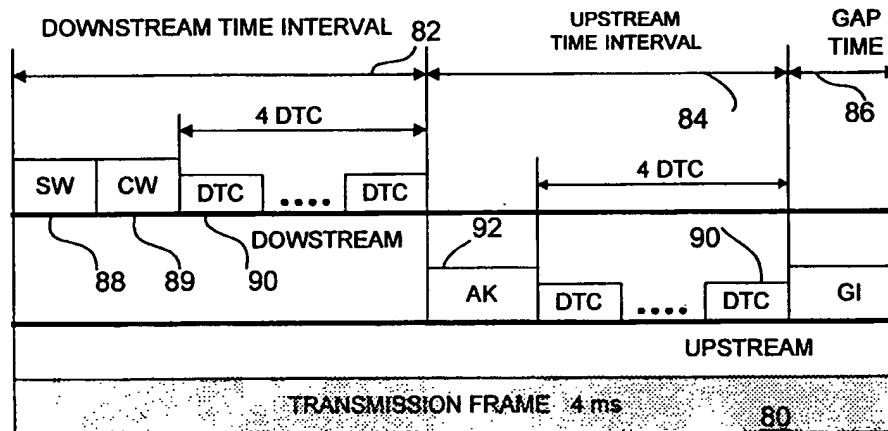 DOWNSTREAM TIME INTERVAL
82
UPSTREAM
TIME INTERVAL
GAP
TIME
4 DTC
84
86
4 DTC
SW
CW
DTC
....
DTC
DOWSTREAM
92
90
88
89
90
AK
DTC
....
DTC
GI
UPSTREAM
TRANSMISSION FRAME 4 ms
80